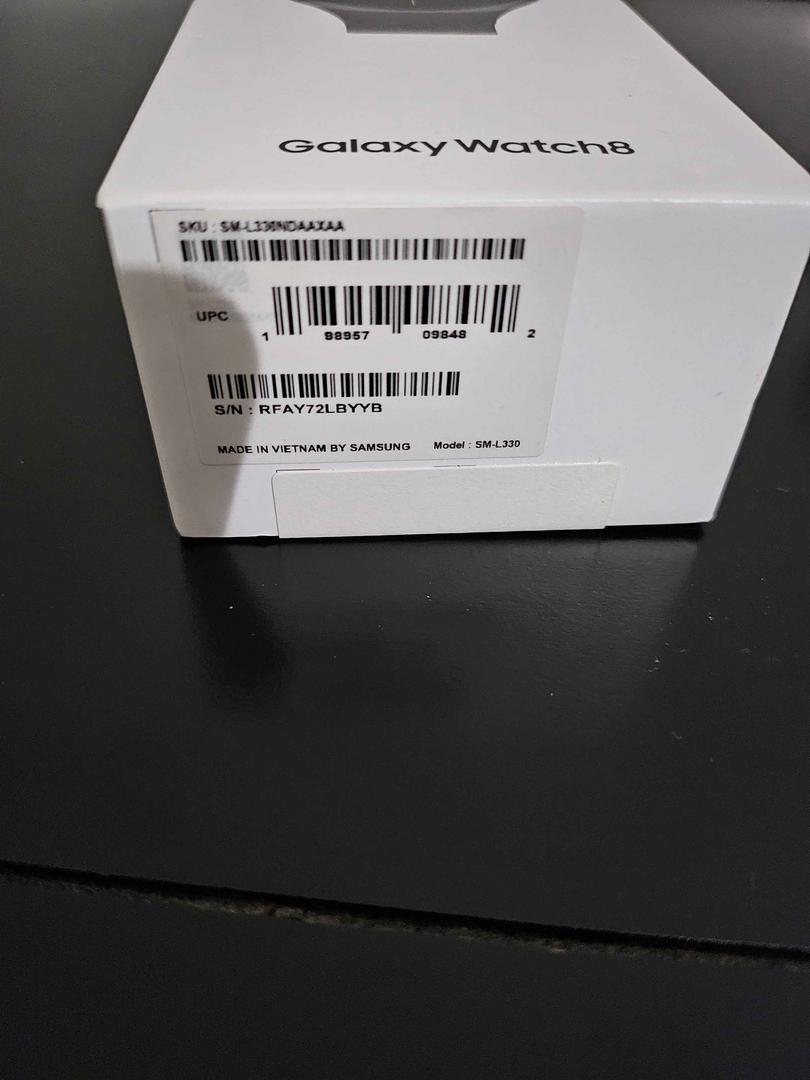 Galaxy Watch8
SKU : SM-L330NDAAXAA
UPC
1 98957 09848 2
S/N : RFAY72LBYYB
MADE IN VIETNAM BY SAMSUNG Model : SM-L330